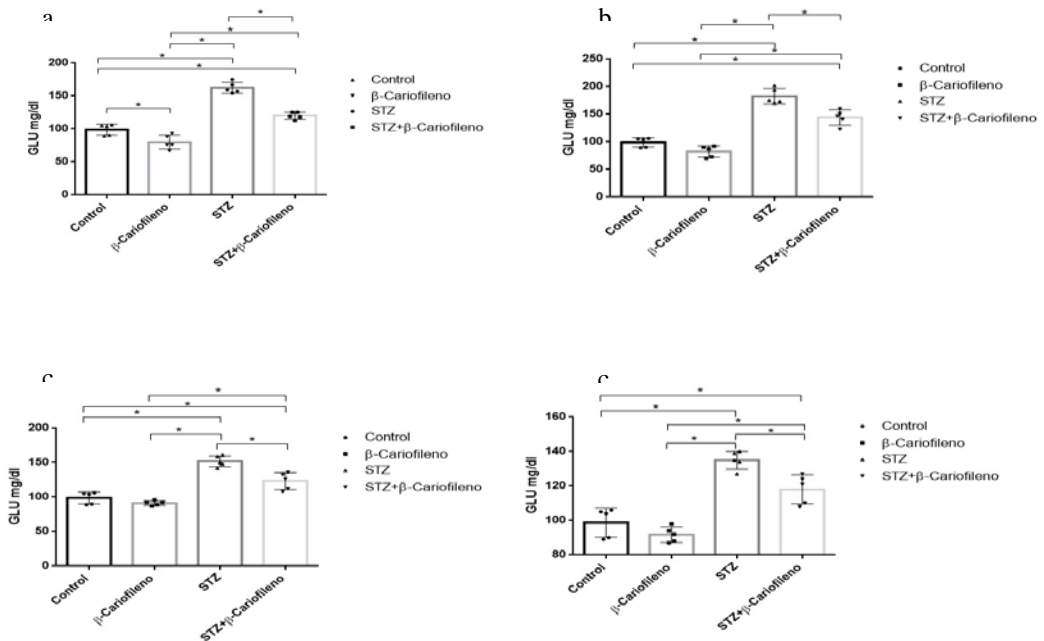 a
*
*
*
*
*
*
GLU mg/dl
200
150
100
50
0
Control
β-Cariofileno
STZ
STZ+β-Cariofileno
Control
β-Cariofileno
STZ
STZ+β-Cariofileno
b
*
*
*
*
*
GLU mg/dl
250
200
150
100
50
0
Control
β-Cariofileno
STZ
STZ+β-Cariofileno
Control
β-Cariofileno
STZ
STZ+β-Cariofileno
c
*
*
*
*
*
GLU mg/dl
200
150
100
50
0
Control
β-Cariofileno
STZ
STZ+β-Cariofileno
Control
β-Cariofileno
STZ
STZ+β-Cariofileno
c
*
*
*
*
*
GLU mg/dl
160
140
120
100
80
Control
β-Cariofileno
STZ
STZ+β-Cariofileno
Control
β-Cariofileno
STZ
STZ+β-Cariofileno